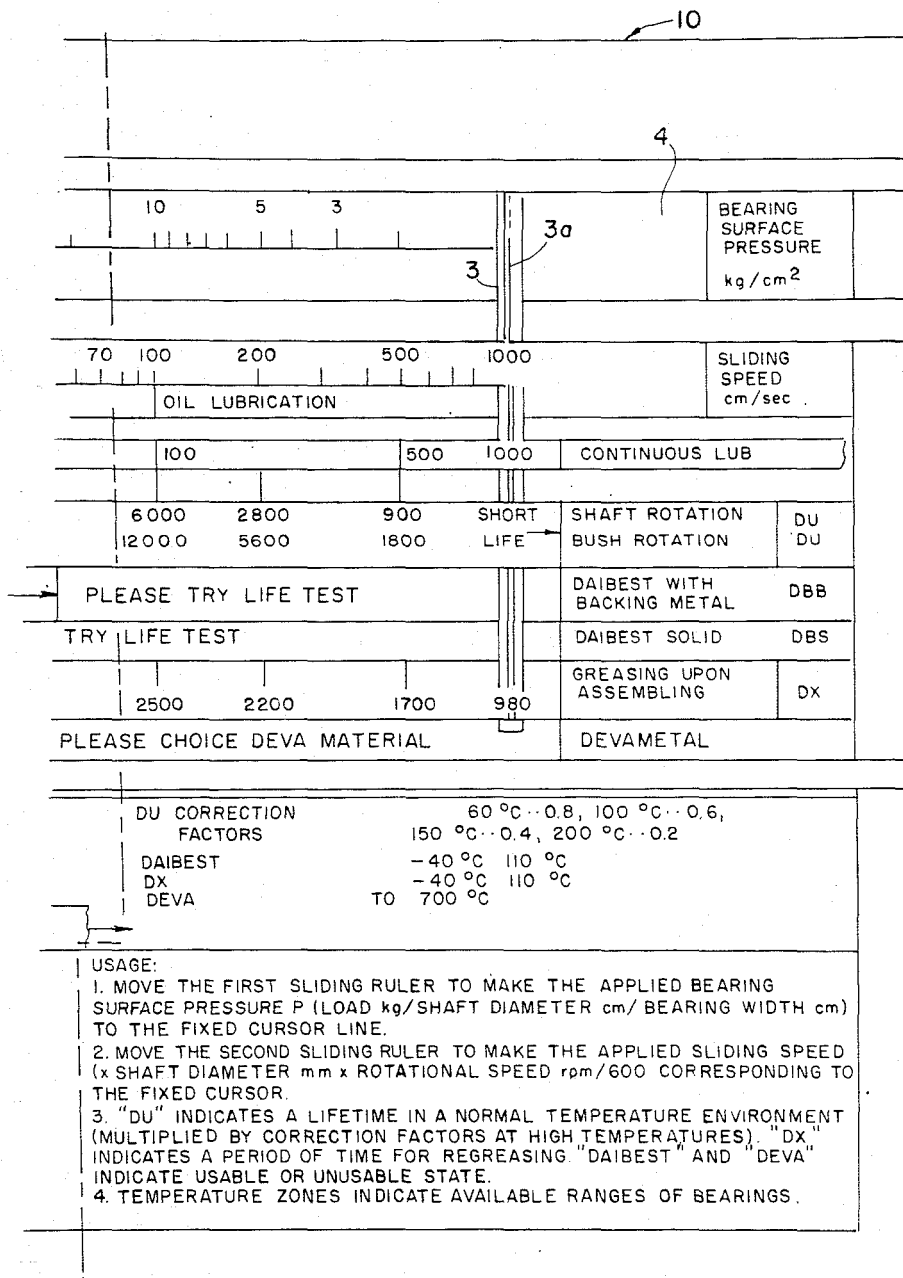 10
4
10 5 3
BEARING
SURFACE
PRESSURE
kg/cm²
3a
3
70 100 200 500 1000
SLIDING
SPEED
cm/sec.
OIL LUBRICATION
100 500 1000 CONTINUOUS LUB
6000 2800 900 SHORT SHAFT ROTATION DU
12000 5600 1800 LIFE BUSH ROTATION DU
PLEASE TRY LIFE TEST
DAIBEST WITH
BACKING METAL
DBB
TRY LIFE TEST DAIBEST SOLID DBS
GREASING UPON
ASSEMBLING
DX
2500 2200 1700 980
PLEASE CHOICE DEVA MATERIAL DEVAMETAL
DU CORRECTION 60 °C··0.8, 100 °C··0.6,
FACTORS 150 °C··0.4, 200 °C··0.2
DAIBEST -40 °C 110 °C
DX -40 °C 110 °C
DEVA TO 700 °C
USAGE:
1. MOVE THE FIRST SLIDING RULER TO MAKE THE APPLIED BEARING
SURFACE PRESSURE P (LOAD kg/SHAFT DIAMETER cm/BEARING WIDTH cm)
TO THE FIXED CURSOR LINE.
2. MOVE THE SECOND SLIDING RULER TO MAKE THE APPLIED SLIDING SPEED
(x SHAFT DIAMETER mm x ROTATIONAL SPEED rpm/600 CORRESPONDING TO
THE FIXED CURSOR.
3. "DU" INDICATES A LIFETIME IN A NORMAL TEMPERATURE ENVIRONMENT
(MULTIPLIED BY CORRECTION FACTORS AT HIGH TEMPERATURES). "DX"
INDICATES A PERIOD OF TIME FOR REGREASING. "DAIBEST" AND "DEVA"
INDICATE USABLE OR UNUSABLE STATE.
4. TEMPERATURE ZONES INDICATE AVAILABLE RANGES OF BEARINGS.